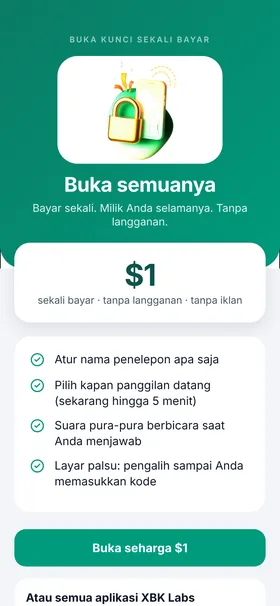 BUKA KUNCI SEKALI BAYAR
Buka semuanya
Bayar sekali. Milik Anda selamanya. Tanpa
langganan.
$1
sekali bayar · tanpa langganan · tanpa iklan
Atur nama penelepon apa saja
Pilih kapan panggilan datang
(sekarang hingga 5 menit)
Suara pura-pura berbicara saat
Anda menjawab
Layar palsu: pengalih sampai Anda
memasukkan kode
Buka seharga $1
Atau semua aplikasi XBK Labs